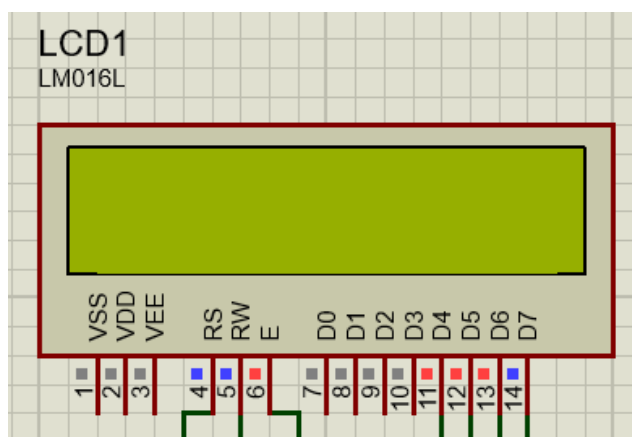 LCD1
LM016L
VSS VDD VEE RS RW E D0 D1 D2 D3 D4 D5 D6 D7
1 2 3 4 5 6 7 8 9 10 11 12 13 14